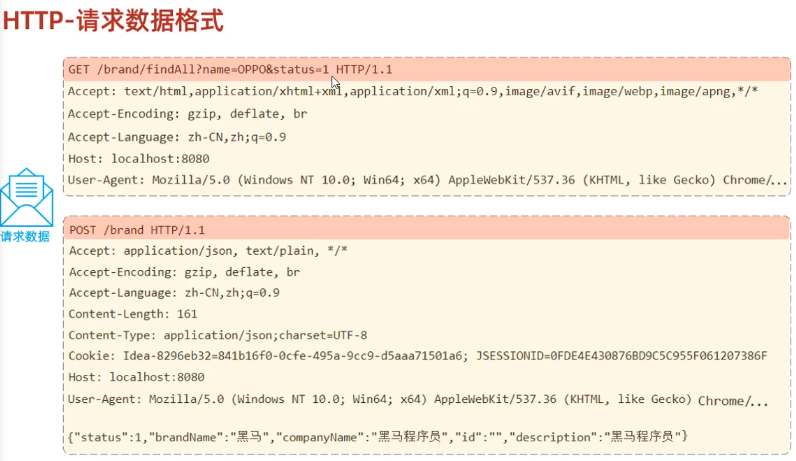 HTTP-请求数据格式
GET /brand/findAll?name=OPPO&status=1 HTTP/1.1
Accept: text/html,application/xhtml+xml,application/xml;q=0.9,image/avif,image/webp,image/apng,*/*
Accept-Encoding: gzip, deflate, br
Accept-Language: zh-CN,zh;q=0.9
Host: localhost:8080
User-Agent: Mozilla/5.0 (Windows NT 10.0; Win64; x64) AppleWebKit/537.36 (KHTML, like Gecko) Chrome/...
请求数据
POST /brand HTTP/1.1
Accept: application/json, text/plain, */*
Accept-Encoding: gzip, deflate, br
Accept-Language: zh-CN,zh;q=0.9
Content-Length: 161
Content-Type: application/json;charset=UTF-8
Cookie: Idea-8296eb32=841b16f0-0cfe-495a-9cc9-d5aaa71501a6; JSESSIONID=0FDE4E430876BD9C5C955F061207386F
Host: localhost:8080
User-Agent: Mozilla/5.0 (Windows NT 10.0; Win64; x64) AppleWebKit/537.36 (KHTML, like Gecko) Chrome/...
{"status":1,"brandName":"黑马","companyName":"黑马程序员","id":"","description":"黑马程序员"}